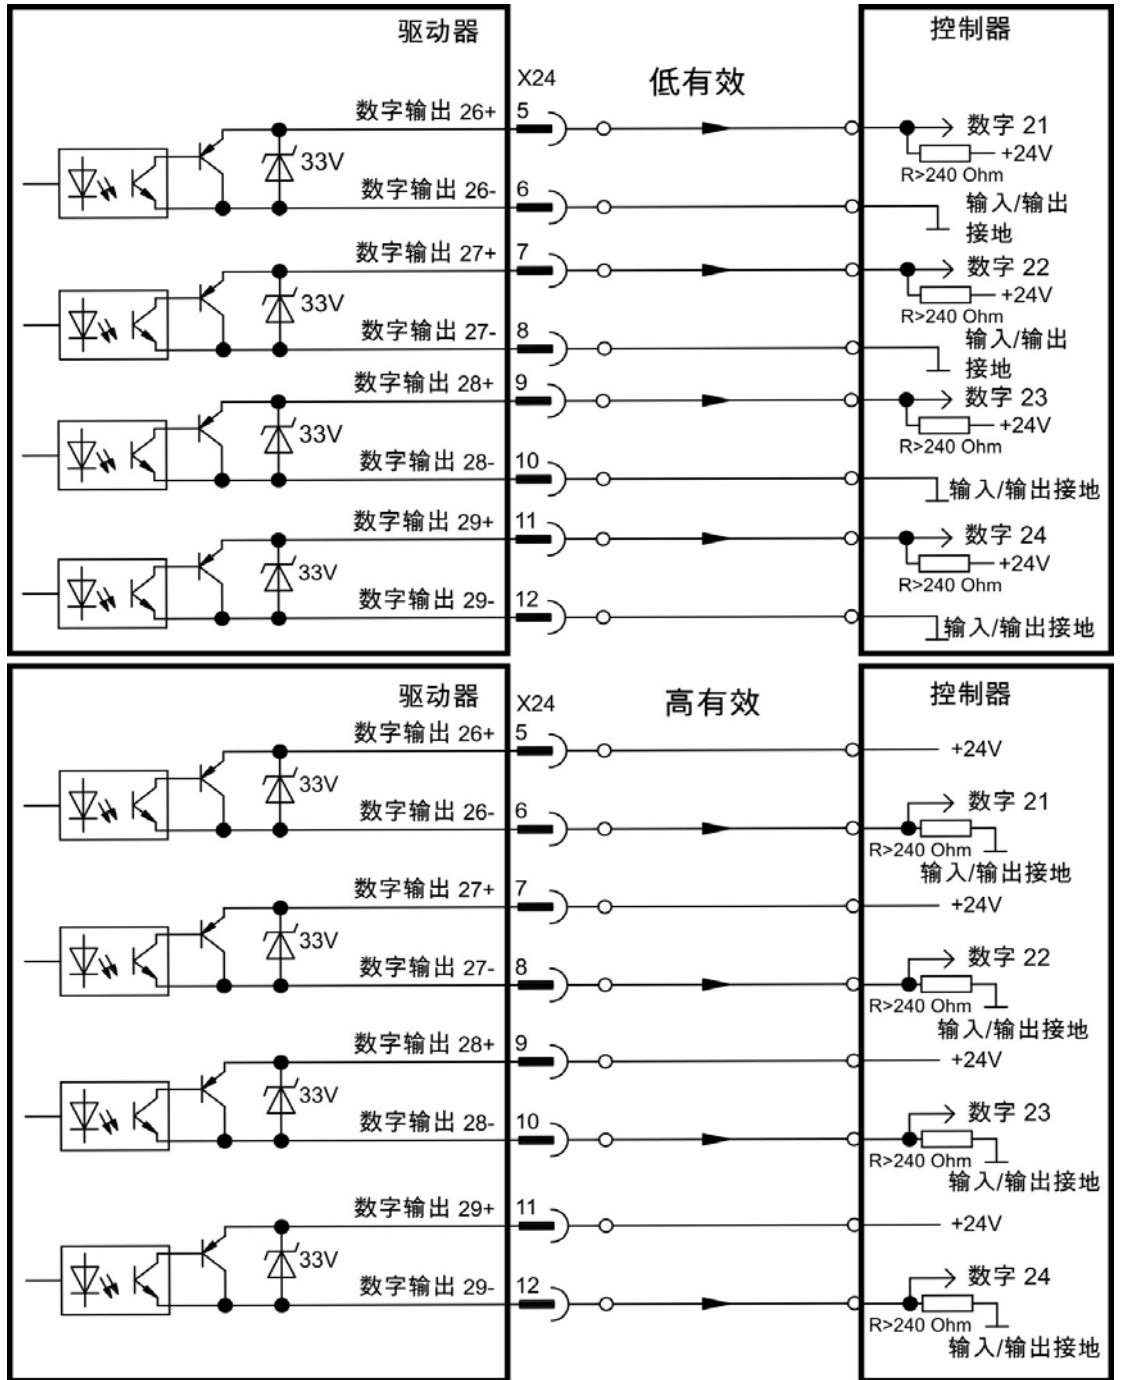 驱动器
控制器
X24
低有效
数字输出 26+
5
数字 21
33V
+24V
R>240 Ohm
数字输出 26-
6
输入/输出
接地
数字输出 27+
7
数字 22
33V
+24V
R>240 Ohm
数字输出 27-
8
输入/输出
接地
数字输出 28+
9
数字 23
33V
+24V
R>240 Ohm
数字输出 28-
10
输入/输出接地
数字输出 29+
11
数字 24
33V
+24V
R>240 Ohm
数字输出 29-
12
输入/输出接地
驱动器
控制器
X24
高有效
数字输出 26+
5
+24V
33V
数字输出 26-
6
数字 21
R>240 Ohm
输入/输出接地
数字输出 27+
7
+24V
33V
数字输出 27-
8
数字 22
R>240 Ohm
输入/输出接地
数字输出 28+
9
+24V
33V
数字输出 28-
10
数字 23
R>240 Ohm
输入/输出接地
数字输出 29+
11
+24V
33V
数字输出 29-
12
数字 24
R>240 Ohm
输入/输出接地